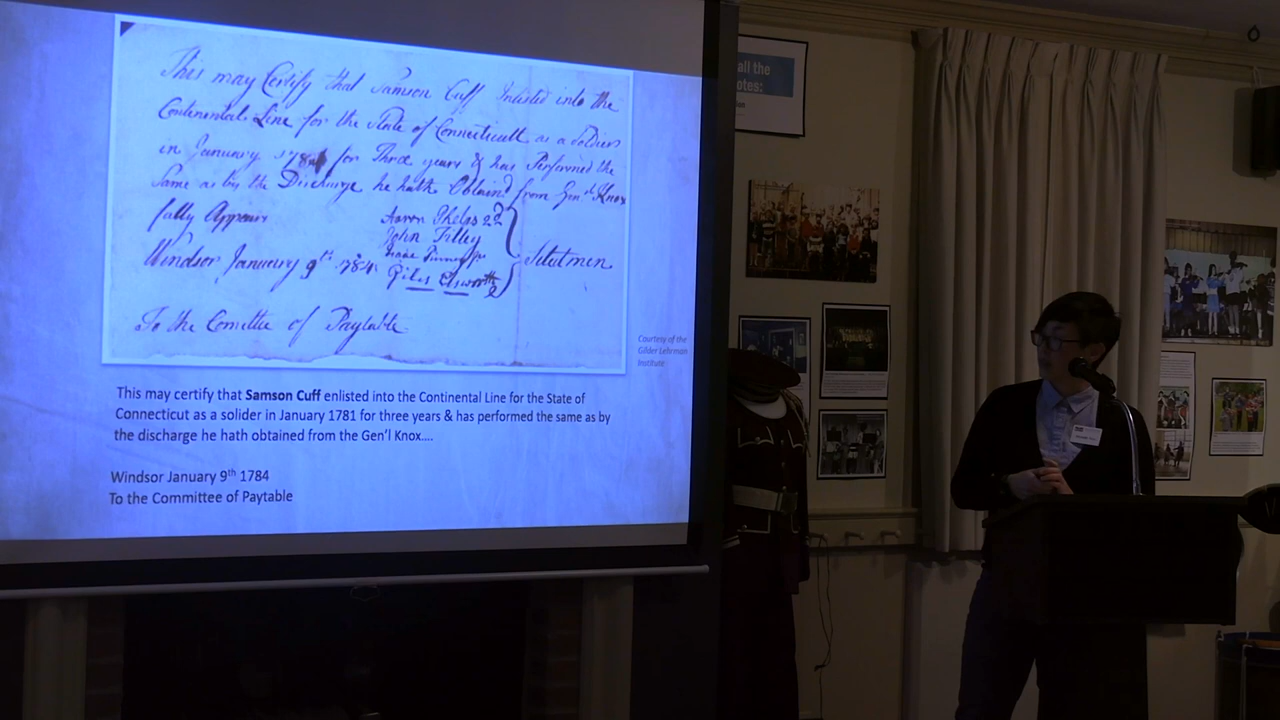 This may Certify that Samson Cuff Inlisted into the
Continental Line for the State of Connecticutt as a Soldier
in January 1781 for Three years & has Performed the
Same as by the Discharge he hath Obtaind from Genl Knox
fully Appears
Aaron Phelps 2d
John Filley
Giles Elsworth
Selectmen
Windsor January 9th 1784
To the Comittee of Paytable
Courtesy of the
Gilder Lehrman
Institute
This may certify that Samson Cuff enlisted into the Continental Line for the State of
Connecticut as a solider in January 1781 for three years & has performed the same as by
the discharge he hath obtained from the Gen'l Knox....
Windsor January 9th 1784
To the Committee of Paytable
all the
otes: